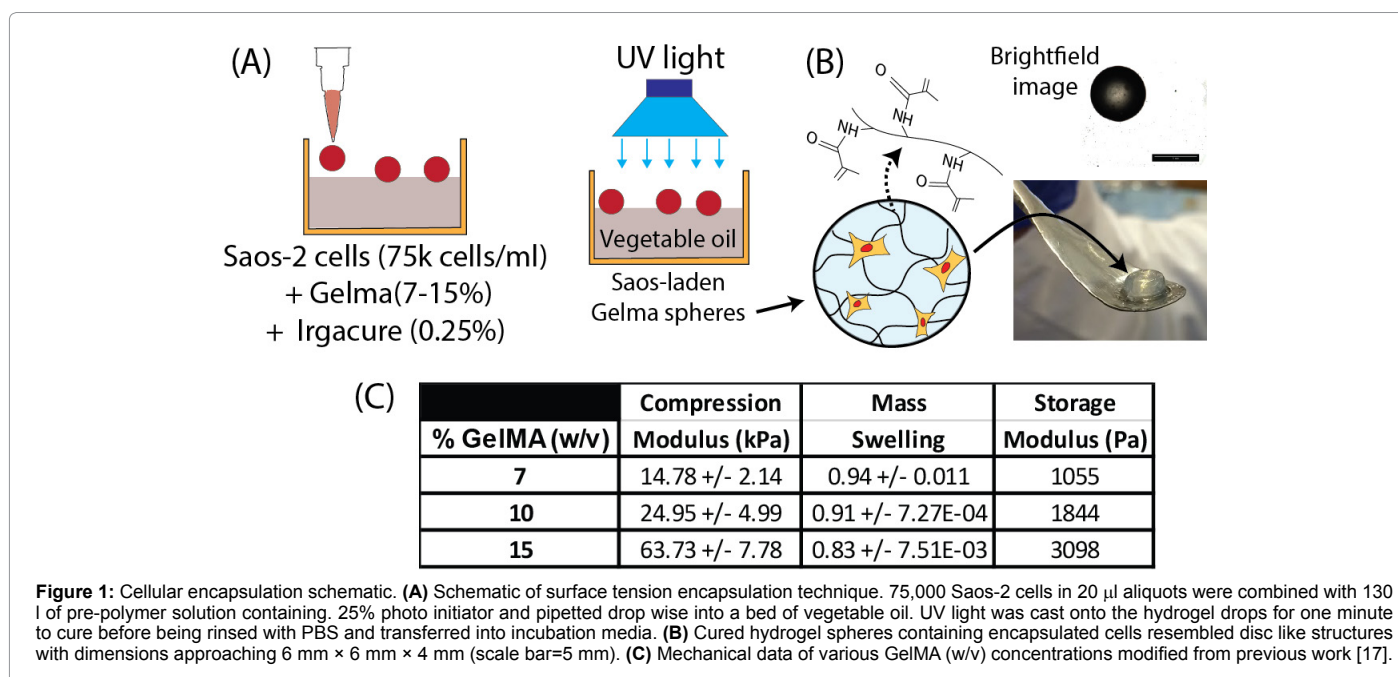 (A)
UV light
(B)
Brightfield
image
O
NH
O
NH
NH
O
Vegetable oil
Saos-2 cells (75k cells/ml)
+ Gelma(7-15%)
+ Irgacure (0.25%)
Saos-laden
Gelma spheres
(C)
Compression Mass Storage
% GelMA (w/v) Modulus (kPa) Swelling Modulus (Pa)
7 14.78 +/- 2.14 0.94 +/- 0.011 1055
10 24.95 +/- 4.99 0.91 +/- 7.27E-04 1844
15 63.73 +/- 7.78 0.83 +/- 7.51E-03 3098
Figure 1: Cellular encapsulation schematic. (A) Schematic of surface tension encapsulation technique. 75,000 Saos-2 cells in 20 µl aliquots were combined with 130
l of pre-polymer solution containing. 25% photo initiator and pipetted drop wise into a bed of vegetable oil. UV light was cast onto the hydrogel drops for one minute
to cure before being rinsed with PBS and transferred into incubation media. (B) Cured hydrogel spheres containing encapsulated cells resembled disc like structures
with dimensions approaching 6 mm × 6 mm × 4 mm (scale bar=5 mm). (C) Mechanical data of various GelMA (w/v) concentrations modified from previous work [17].